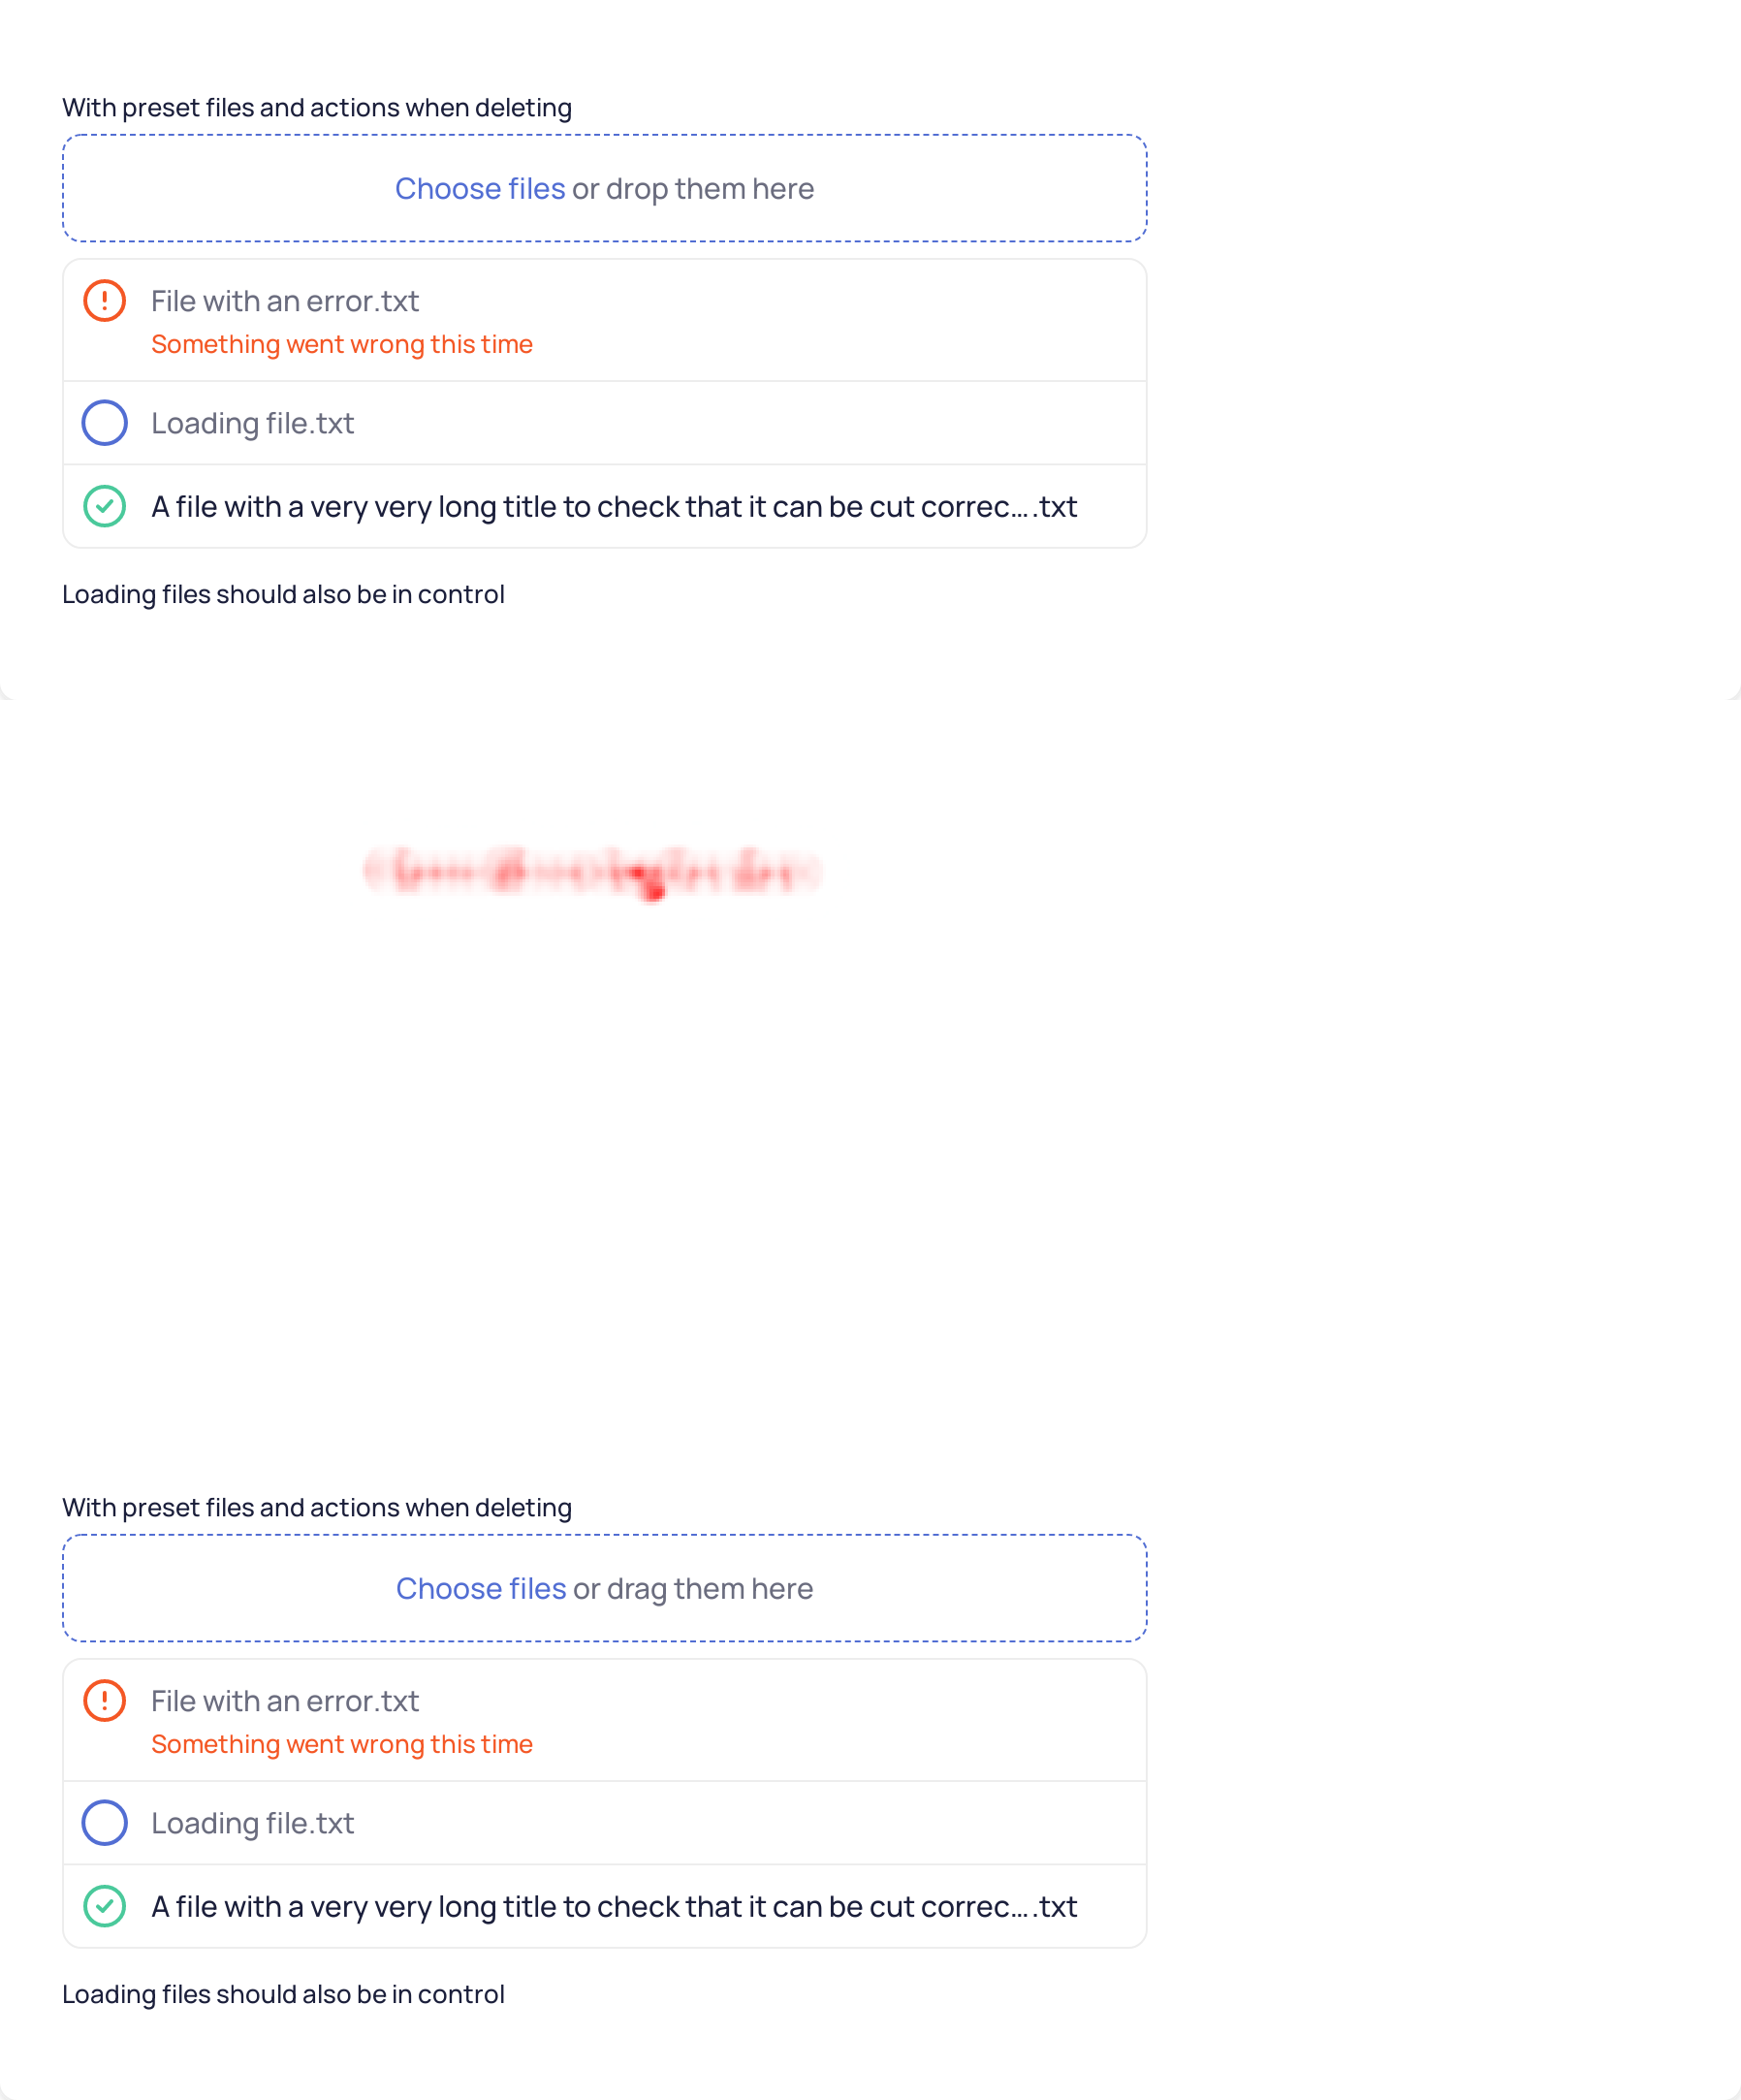 With preset files and actions when deleting
Choose files or drop them here
File with an error.txt
Something went wrong this time
Loading file.txt
A file with a very very long title to check that it can be cut correc….txt
Loading files should also be in control
With preset files and actions when deleting
Choose files or drag them here
File with an error.txt
Something went wrong this time
Loading file.txt
A file with a very very long title to check that it can be cut correc….txt
Loading files should also be in control